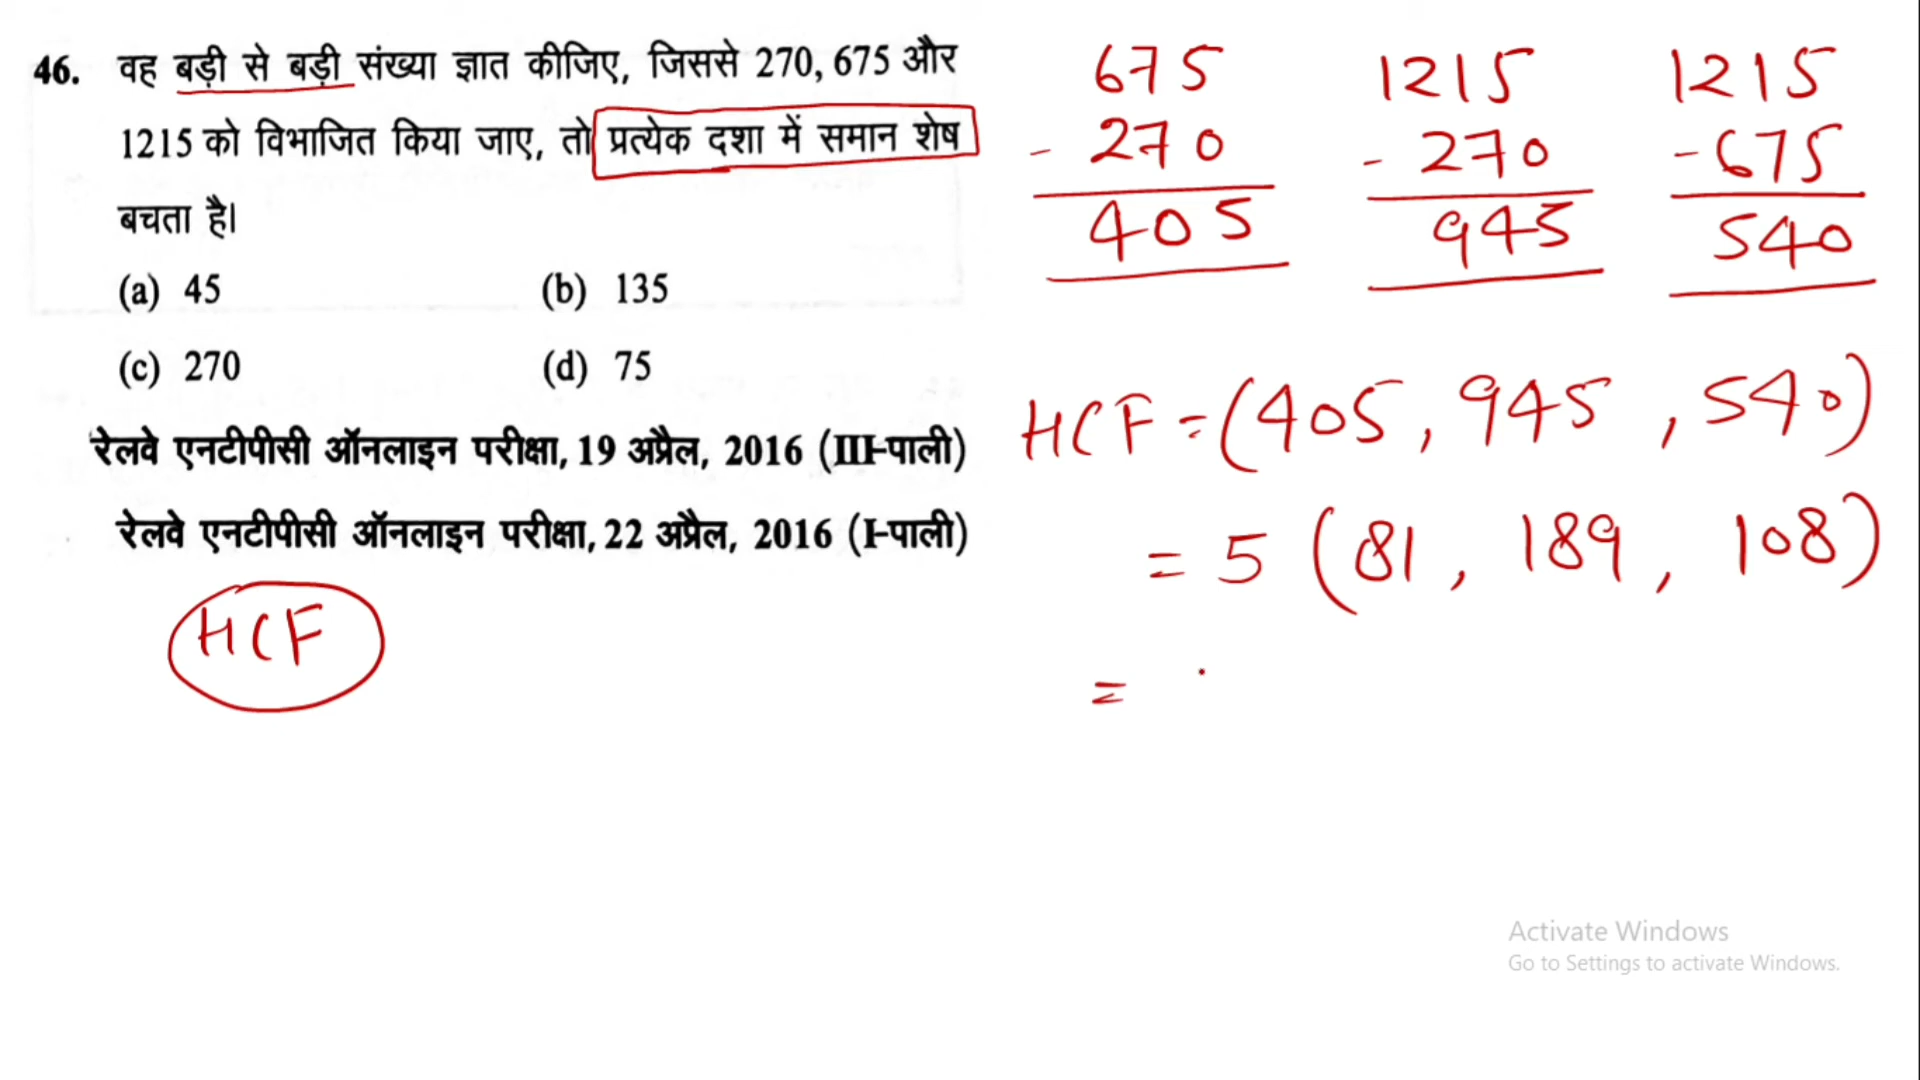 46. वह बड़ी से बड़ी संख्या ज्ञात कीजिए, जिससे 270, 675 और
1215 को विभाजित किया जाए, तो प्रत्येक दशा में समान शेष
बचता है।
(a) 45 (b) 135
(c) 270 (d) 75
रेलवे एनटीपीसी ऑनलाइन परीक्षा, 19 अप्रैल, 2016 (III-पाली)
रेलवे एनटीपीसी ऑनलाइन परीक्षा, 22 अप्रैल, 2016 (I-पाली)
HCF
675 1215 1215
- 270 - 270 - 675
405 945 540
HCF = (405, 945, 540)
= 5 (81, 189, 108)
=
Activate Windows
Go to Settings to activate Windows.